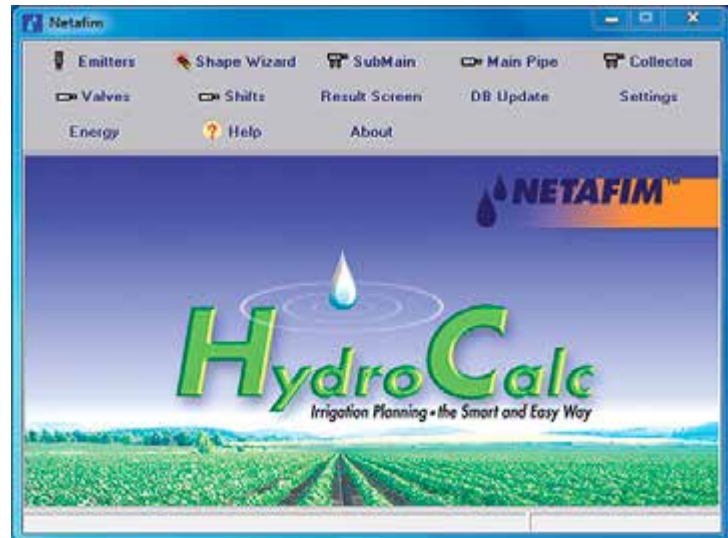 Netafim
Emitters Shape Wizard SubMain Main Pipe Collector
Valves Shifts Result Screen DB Update Settings
Energy Help About
NETAFIM™
HydroCalc
Irrigation Planning - the Smart and Easy Way